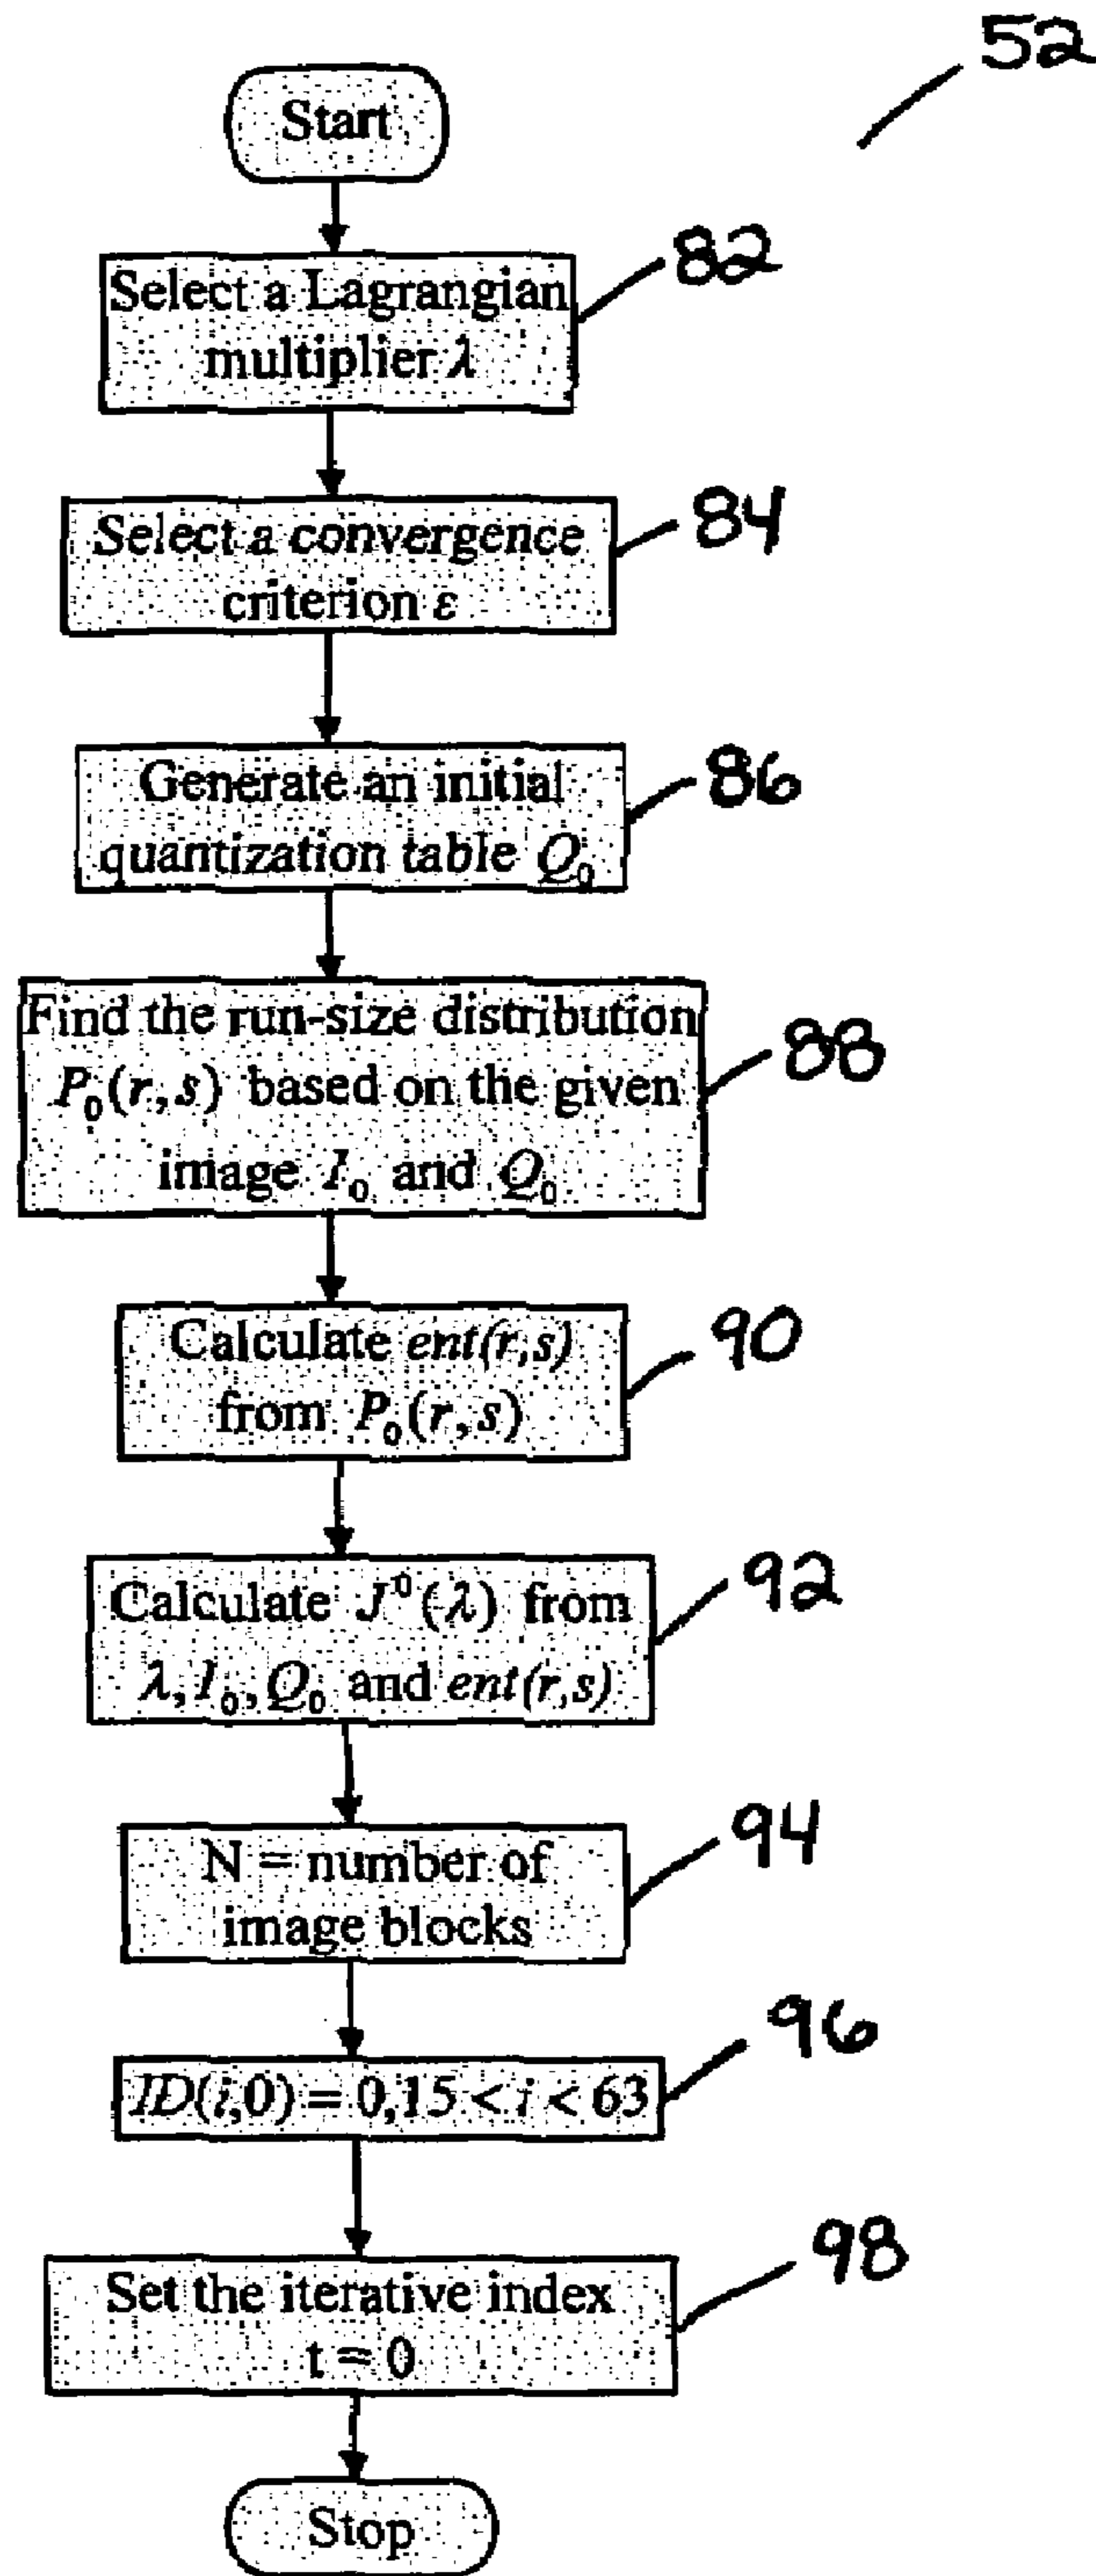 52
Start
Select a Lagrangian
multiplier λ
82
Select a convergence
criterion ε
84
Generate an initial
quantization table Q₀
86
Find the run-size distribution
P₀(r,s) based on the given
image I₀ and Q₀
88
Calculate ent(r,s)
from P₀(r,s)
90
Calculate J⁰(λ) from
λ, I₀, Q₀ and ent(r,s)
92
N = number of
image blocks
94
ID(i,0) = 0,15 < i < 63
96
Set the iterative index
t = 0
98
Stop